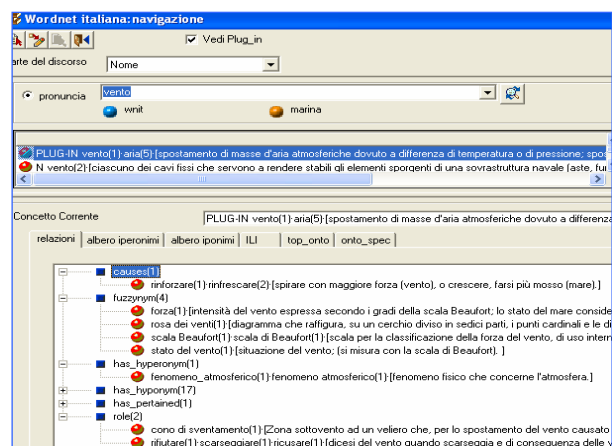 Wordnet italiana:navigazione
Vedi Plug_in
arte del discorso Nome
pronuncia vento
wnit marina
PLUG-IN vento(1) aria(5) [spostamento di masse d'aria atmosferiche dovuto a differenza di temperatura o di pressione; spos
N vento(2) [ciascuno dei cavi fissi che servono a rendere stabili gli elementi sporgenti di una sovrastruttura navale (aste, fu
Concetto Corrente PLUG-IN vento(1) aria(5) [spostamento di masse d'aria atmosferiche dovuto a differenza
relazioni albero iperonimi albero iponimi ILI top_onto onto_spec
causes(1)
rinforzare(1) rinfrescare(2) [spirare con maggiore forza (vento), o crescere, farsi più mosso (mare).]
fuzzynym(4)
forza(1) [intensità del vento espressa secondo i gradi della scala Beaufort; lo stato del mare conside
rosa dei venti(1) [diagramma che raffigura, su un cerchio diviso in sedici parti, i punti cardinali e le di
scala Beaufort(1) scala di Beaufort(1) [scala per la classificazione della forza del vento, di uso intern
stato del vento(1) [situazione del vento; (si misura con la scala di Beaufort). ]
has_hyperonym(1)
fenomeno_atmosferico(1) fenomeno atmosferico(1) [fenomeno fisico che concerne l'atmosfera.]
has_hyponym(17)
has_pertained(1)
role(2)
cono di sventamento(1) [Zona sottovento ad un veliero che, per lo spostamento del vento causato
rifiutare(1) scarseggiare(1) ricusare(1) [dicesi del vento quando scarseggia e di conseguenza delle v